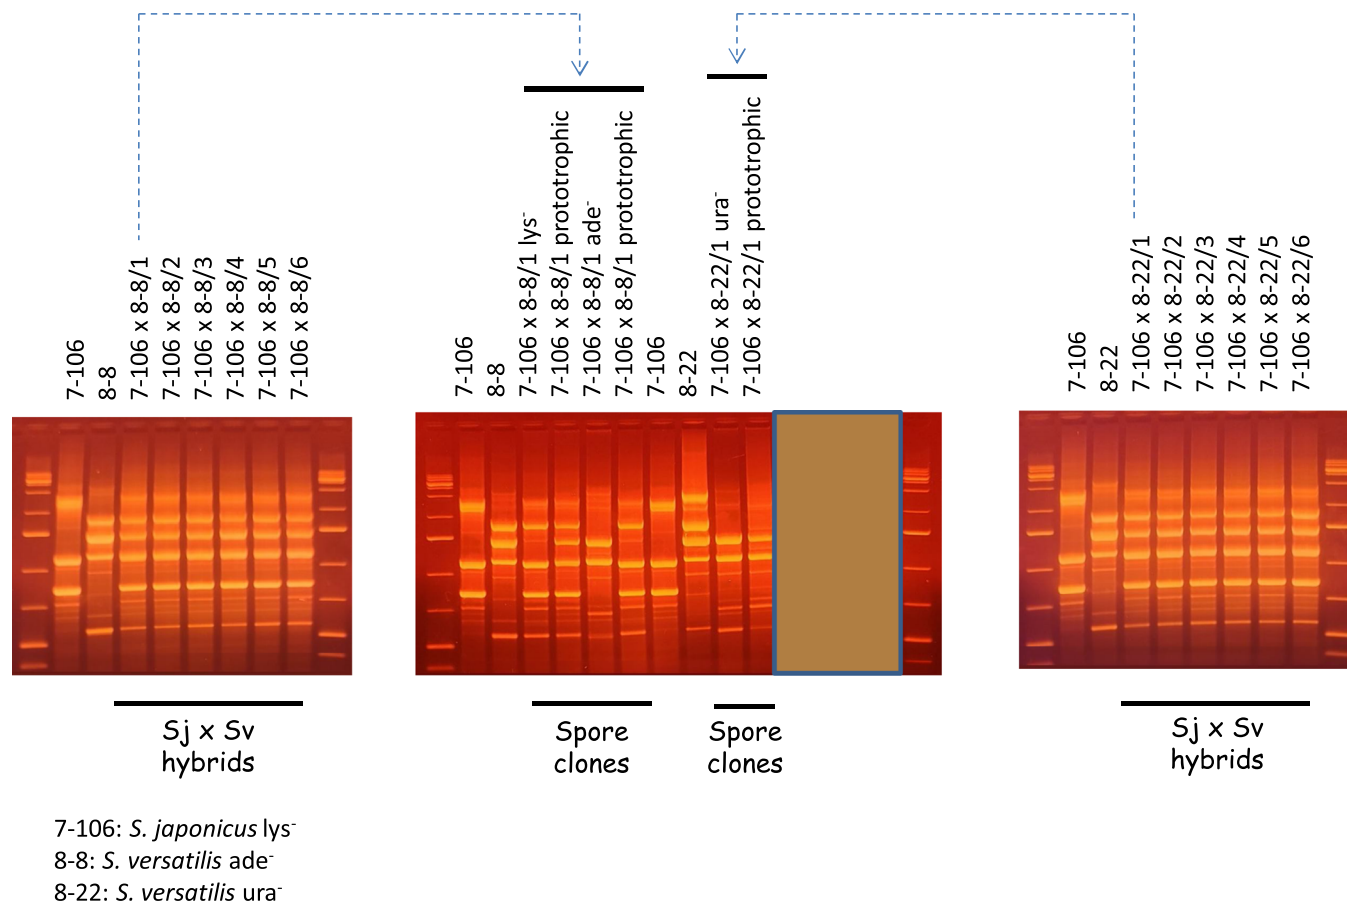 7-106
8-8
7-106 x 8-8/1
7-106 x 8-8/2
7-106 x 8-8/3
7-106 x 8-8/4
7-106 x 8-8/5
7-106 x 8-8/6
7-106
8-8
7-106 x 8-8/1 lys-
7-106 x 8-8/1 prototrophic
7-106 x 8-8/1 ade-
7-106 x 8-8/1 prototrophic
7-106
8-22
7-106 x 8-22/1 ura-
7-106 x 8-22/1 prototrophic
7-106
8-22
7-106 x 8-22/1
7-106 x 8-22/2
7-106 x 8-22/3
7-106 x 8-22/4
7-106 x 8-22/5
7-106 x 8-22/6
Sj x Sv
hybrids
Spore
clones
Spore
clones
Sj x Sv
hybrids
7-106: S. japonicus lys-
8-8: S. versatilis ade-
8-22: S. versatilis ura-